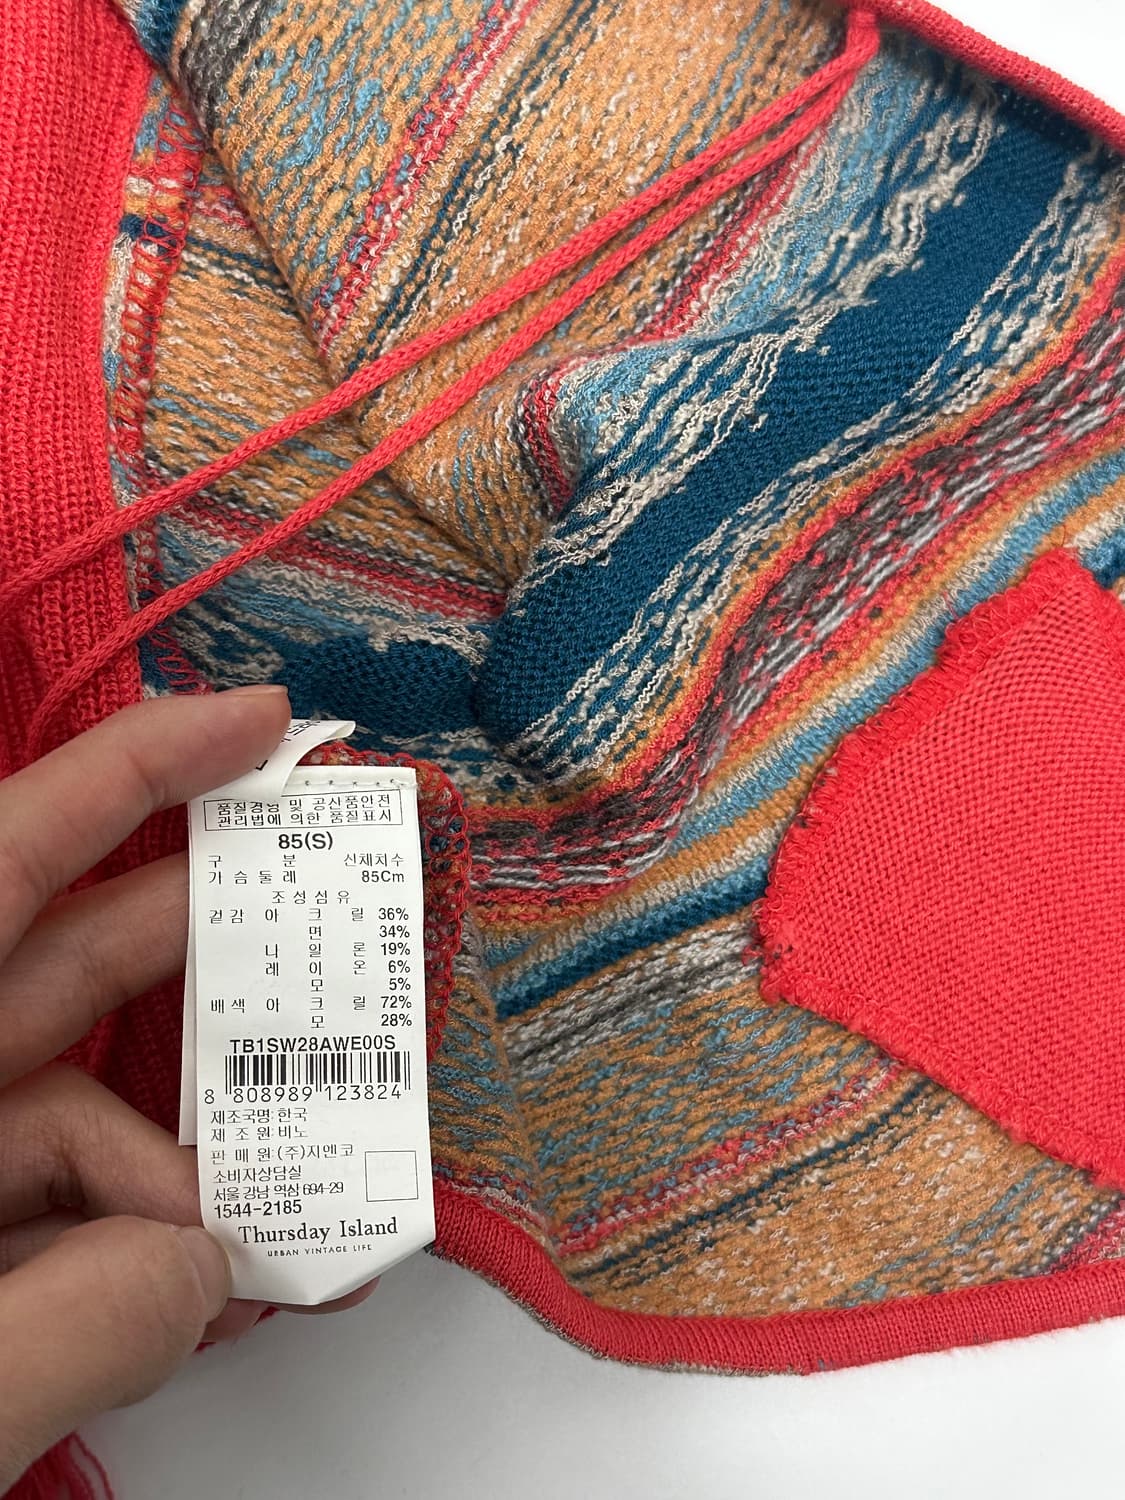 품질경영 및 공산품안전
관리법에 의한 품질표시
85(S)
구 분 신체치수
가슴둘레 85Cm
조성섬유
겉감 아크릴 36%
면 34%
나일론 19%
레이온 6%
모 5%
배색 아크릴 72%
모 28%
TB1SW28AWE00S
8 808989 123824
제조국명:한국
제조원:비노
판매원:(주)지엔코
소비자상담실
서울 강남 역삼 694-29
1544-2185
Thursday Island
URBAN VINTAGE LIFE